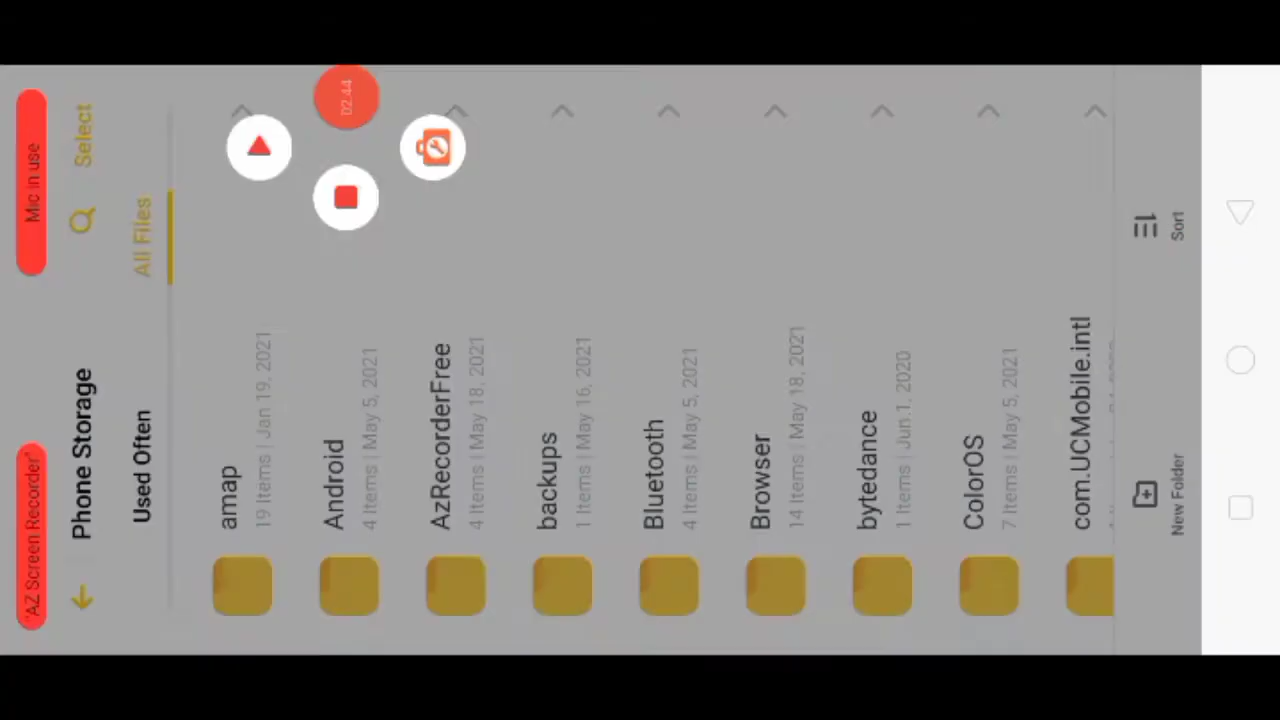 "AZ Screen Recorder" Mic in use
Phone Storage
Select
Used Often
All Files
02:44
amap
19 Items | Jan 19, 2021
Android
4 Items | May 5, 2021
AzRecorderFree
4 Items | May 18, 2021
backups
1 Items | May 16, 2021
Bluetooth
4 Items | May 5, 2021
Browser
14 Items | May 18, 2021
bytedance
1 Items | Jun 1, 2020
ColorOS
7 Items | May 5, 2021
com.UCMobile.intl
New Folder
Sort